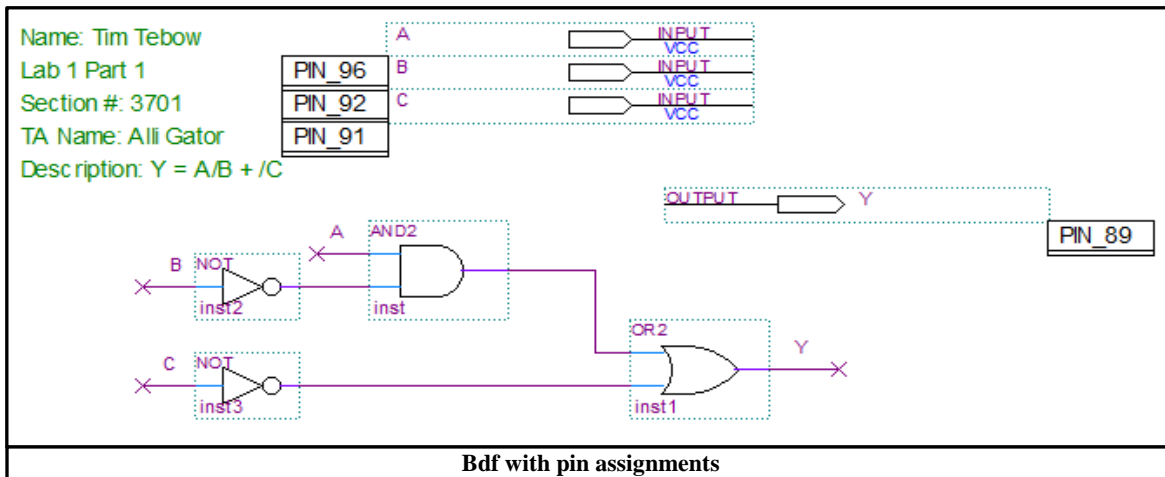 Name: Tim Tebow
Lab 1 Part 1
Section #: 3701
TA Name: Alli Gator
Description: Y = A/B + /C
PIN_96
PIN_92
PIN_91
A INPUT
VCC
B INPUT
VCC
C INPUT
VCC
OUTPUT Y
PIN_89
A AND2
B NOT
inst2 inst
OR2
C NOT Y
inst3 inst1
Bdf with pin assignments